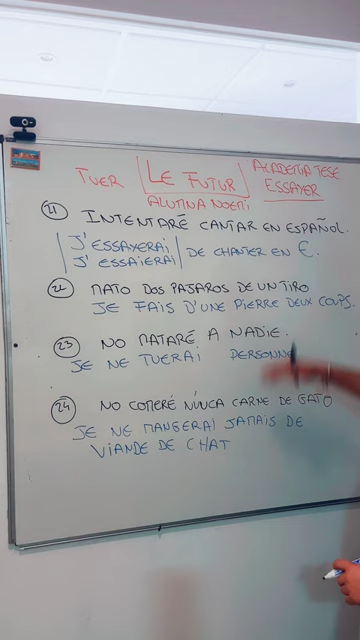 TUER LE FUTUR ACADEMIA TESE
ALUMNA NOEMI ESSAYER
21 INTENTARÉ CANTAR EN ESPAÑOL.
J'ESSAYERAI
J'ESSAIERAI DE CHANTER EN E.
22 MATO DOS PÁJAROS DE UN TIRO
JE FAIS D'UNE PIERRE DEUX COUPS.
23 NO MATARÉ A NADIE.
JE NE TUERAI PERSONNE
24 NO COMERÉ NUNCA CARNE DE GATO
JE NE MANGERAI JAMAIS DE
VIANDE DE CHAT